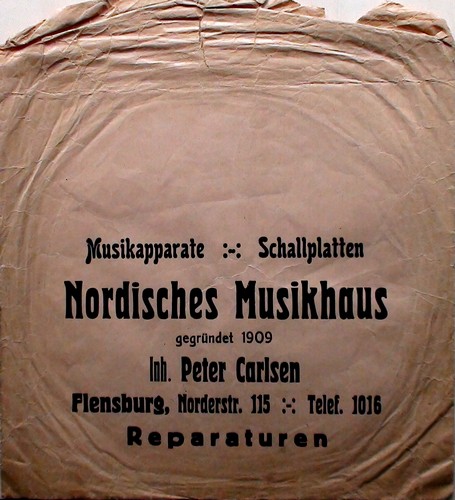 Musikapparate :-: Schallplatten
Nordisches Musikhaus
gegründet 1909
Inh. Peter Carlsen
Flensburg, Norderstr. 115 :-: Telef. 1016
Reparaturen